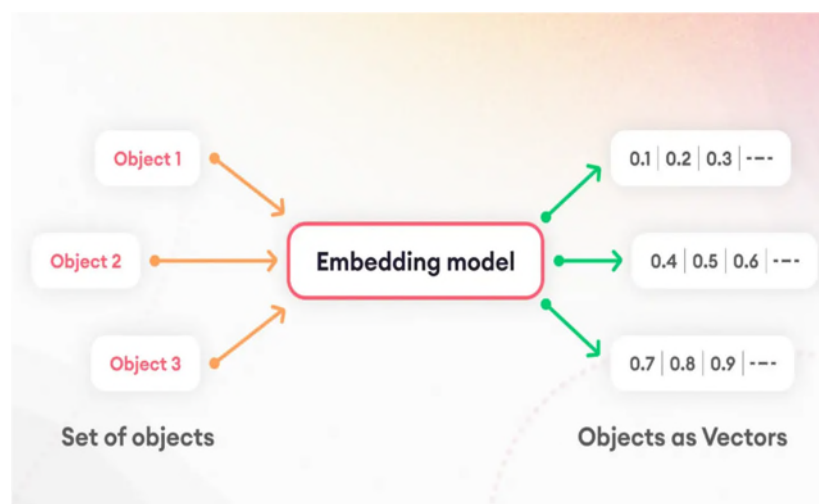 Object 1
0.1 | 0.2 | 0.3 | ---
Object 2
Embedding model
0.4 | 0.5 | 0.6 | ---
Object 3
0.7 | 0.8 | 0.9 | ---
Set of objects
Objects as Vectors